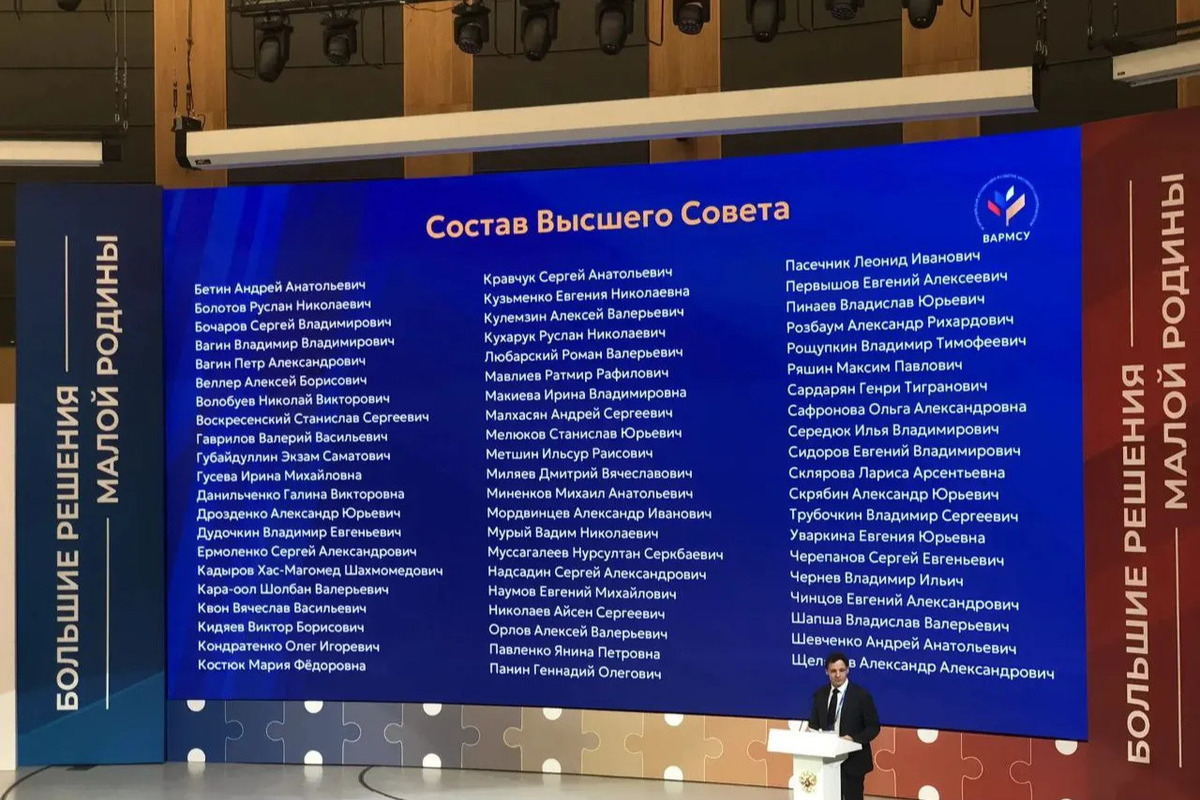 Состав Высшего Совета
ВАРМСУ
Бетин Андрей Анатольевич
Болотов Руслан Николаевич
Бочаров Сергей Владимирович
Вагин Владимир Владимирович
Вагин Петр Александрович
Веллер Алексей Борисович
Волобуев Николай Викторович
Воскресенский Станислав Сергеевич
Гаврилов Валерий Васильевич
Губайдуллин Экзам Саматович
Гусева Ирина Михайловна
Данильченко Галина Викторовна
Дрозденко Александр Юрьевич
Дудочкин Владимир Евгеньевич
Ермоленко Сергей Александрович
Кадыров Хас-Магомед Шахмомедович
Кара-оол Шолбан Валерьевич
Квон Вячеслав Васильевич
Кидяев Виктор Борисович
Кондратенко Олег Игоревич
Костюк Мария Фёдоровна
Кравчук Сергей Анатольевич
Кузьменко Евгения Николаевна
Кулемзин Алексей Валерьевич
Кухарук Руслан Николаевич
Любарский Роман Валерьевич
Мавлиев Ратмир Рафилович
Макиева Ирина Владимировна
Малхасян Андрей Сергеевич
Мелюков Станислав Юрьевич
Метшин Ильсур Раисович
Миляев Дмитрий Вячеславович
Миненков Михаил Анатольевич
Мордвинцев Александр Иванович
Мурый Вадим Николаевич
Муссагалеев Нурсултан Серкбаевич
Надсадин Сергей Александрович
Наумов Евгений Михайлович
Николаев Айсен Сергеевич
Орлов Алексей Валерьевич
Павленко Янина Петровна
Панин Геннадий Олегович
Пасечник Леонид Иванович
Первышов Евгений Алексеевич
Пинаев Владислав Юрьевич
Розбаум Александр Рихардович
Рощупкин Владимир Тимофеевич
Ряшин Максим Павлович
Сардарян Генри Тигранович
Сафронова Ольга Александровна
Середюк Илья Владимирович
Сидоров Евгений Владимирович
Склярова Лариса Арсентьевна
Скрябин Александр Юрьевич
Трубочкин Владимир Сергеевич
Уваркина Евгения Юрьевна
Черепанов Сергей Евгеньевич
Чернев Владимир Ильич
Чинцов Евгений Александрович
Шапша Владислав Валерьевич
Шевченко Андрей Анатольевич
Александр Александрович
БОЛЬШИЕ РЕШЕНИЯ
МАЛОЙ РОДИНЫ
БОЛЬШИЕ РЕШЕНИЯ
МАЛОЙ РОДИНЫ